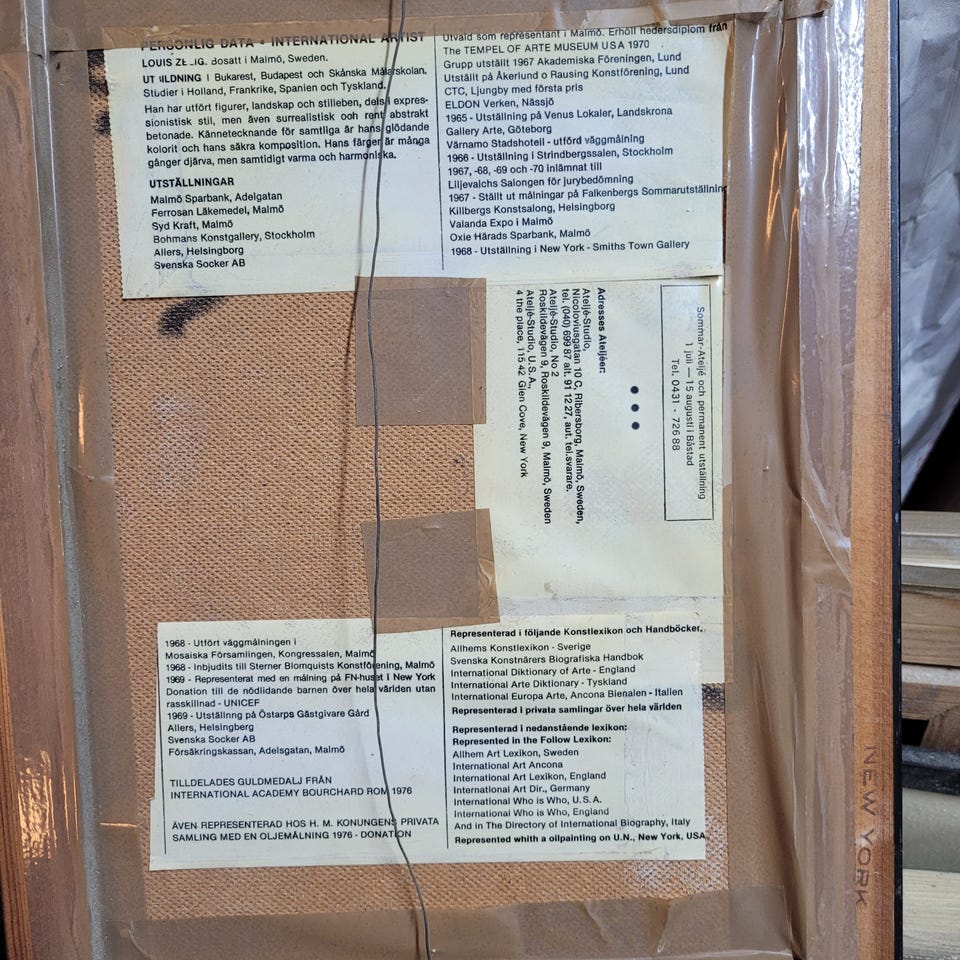 PERSONLIG DATA • INTERNATIONAL ARTIST
LOUIS bosatt i Malmö, Sweden.
UTBILDNING i Bukarest, Budapest och Skånska Målarskolan.
Studier i Holland, Frankrike, Spanien och Tyskland.
Han har utfört figurer, landskap och stilleben, dels i expres-
sionistisk stil, men även surrealistisk och rent abstrakt
betonade. Kännetecknande för samtliga är hans glödande
kolorit och hans säkra komposition. Hans färger är många
gånger djärva, men samtidigt varma och harmoniska.
UTSTÄLLNINGAR
Malmö Sparbank, Adelgatan
Ferrosan Läkemedel, Malmö
Syd Kraft, Malmö
Bohmans Konstgallery, Stockholm
Allers, Helsingborg
Svenska Socker AB
Utvald som representant i Malmö. Erhöll hedersdiplom från
The TEMPEL OF ARTE MUSEUM USA 1970
Grupp utställt 1967 Akademiska Föreningen, Lund
Utställt på Åkerlund o Rausing Konstförening, Lund
CTC, Ljungby med första pris
ELDON Verken, Nässjö
1965 - Utställning på Venus Lokaler, Landskrona
Gallery Arte, Göteborg
Värnamo Stadshotell - utförd väggmålning
1966 - Utställning i Strindbergssalen, Stockholm
1967, -68, -69 och -70 inlämnat till
Liljevalchs Salongen för jurybedömning
1967 - Ställt ut målningar på Falkenbergs Sommarutställning
Killbergs Konstsalong, Helsingborg
Valanda Expo i Malmö
Oxie Härads Sparbank, Malmö
1968 - Utställning i New York - Smiths Town Gallery
Sommar-Ateljé och permanent utställning
1 juli — 15 augusti i Båstad
Tel. 0431 - 726 88
• • •
Adresses Ateljéer:
Ateljé-Studio,
Nicoloviusgatan 10 C, Ribersborg, Malmö, Sweden,
tel. (040) 699 87 alt. 91 12 27, aut. tel.svarare.
Ateljé-Studio, No 2
Roskildevägen 9, Roskildevägen 9, Malmö, Sweden
Ateljé-Studio, U.S.A.,
4 the place, 115 42 Glen Cove, New York
1968 - Utfört väggmålningen i
Mosaiska Församlingen, Kongressalen, Malmö
1968 - Inbjudits till Sterner Blomquists Konstförening, Malmö
1969 - Representerat med en målning på FN-huset i New York
Donation till de nödlidande barnen över hela världen utan
rasskillnad - UNICEF
1969 - Utställnng på Östarps Gästgivare Gård
Allers, Helsingberg
Svenska Socker AB
Försäkringskassan, Adelsgatan, Malmö
TILLDELADES GULDMEDALJ FRÅN
INTERNATIONAL ACADEMY BOURCHARD ROM 1976
ÄVEN REPRESENTERAD HOS H. M. KONUNGENS PRIVATA
SAMLING MED EN OLJEMÅLNING 1976 - DONATION
Representerad i följande Konstlexikon och Handböcker.
Allhems Konstlexikon - Sverige
Svenska Konstnärers Biografiska Handbok
International Diktionary of Arte - England
International Arte Diktionary - Tyskland
International Europa Arte, Ancona Bienalen - Italien
Representerad i privata samlingar över hela världen
Representerad i nedanstående lexikon:
Represented in the Follow Lexikon:
Allhem Art Lexikon, Sweden
International Art Ancona
International Art Lexikon, England
International Art Dir., Germany
International Who is Who, U.S.A.
International Who is Who, England
And in The Directory of International Biography, Italy
Represented whith a oilpainting on U.N., New York, USA
NEW YORK